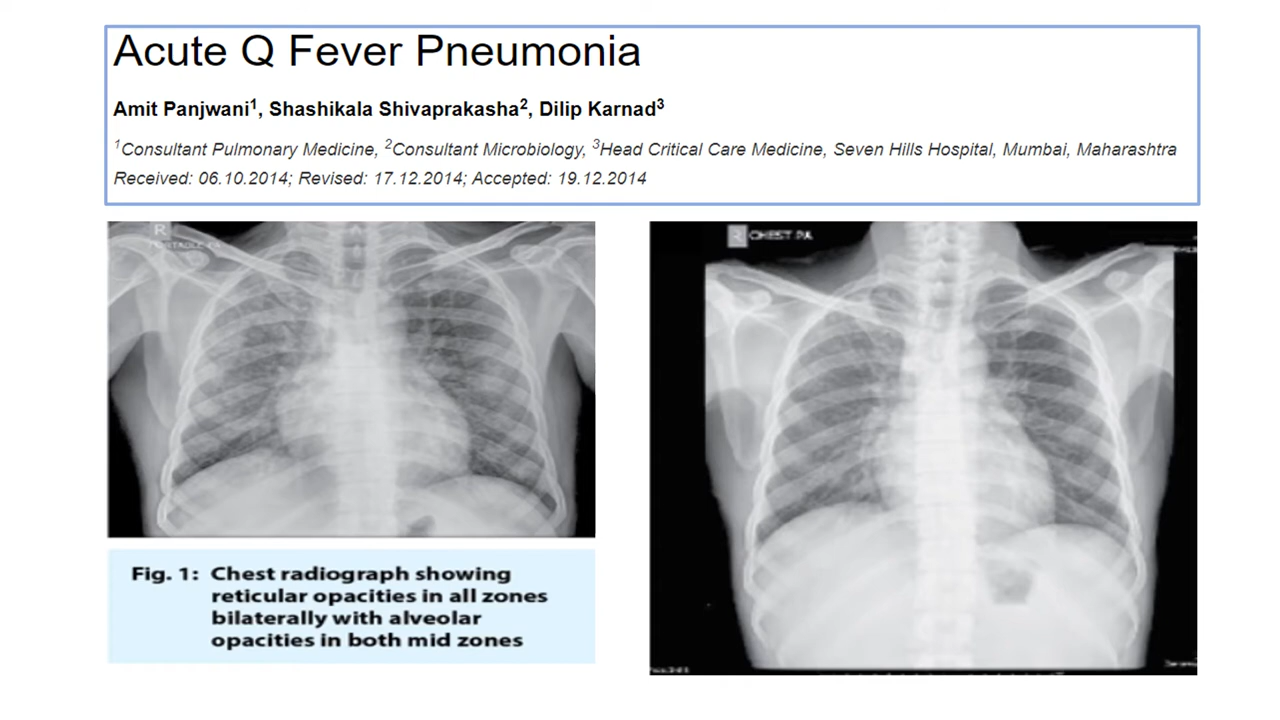 Acute Q Fever Pneumonia
Amit Panjwani1, Shashikala Shivaprakasha2, Dilip Karnad3
1Consultant Pulmonary Medicine, 2Consultant Microbiology, 3Head Critical Care Medicine, Seven Hills Hospital, Mumbai, Maharashtra
Received: 06.10.2014; Revised: 17.12.2014; Accepted: 19.12.2014
R
R CHEST PA
Fig. 1: Chest radiograph showing
reticular opacities in all zones
bilaterally with alveolar
opacities in both mid zones